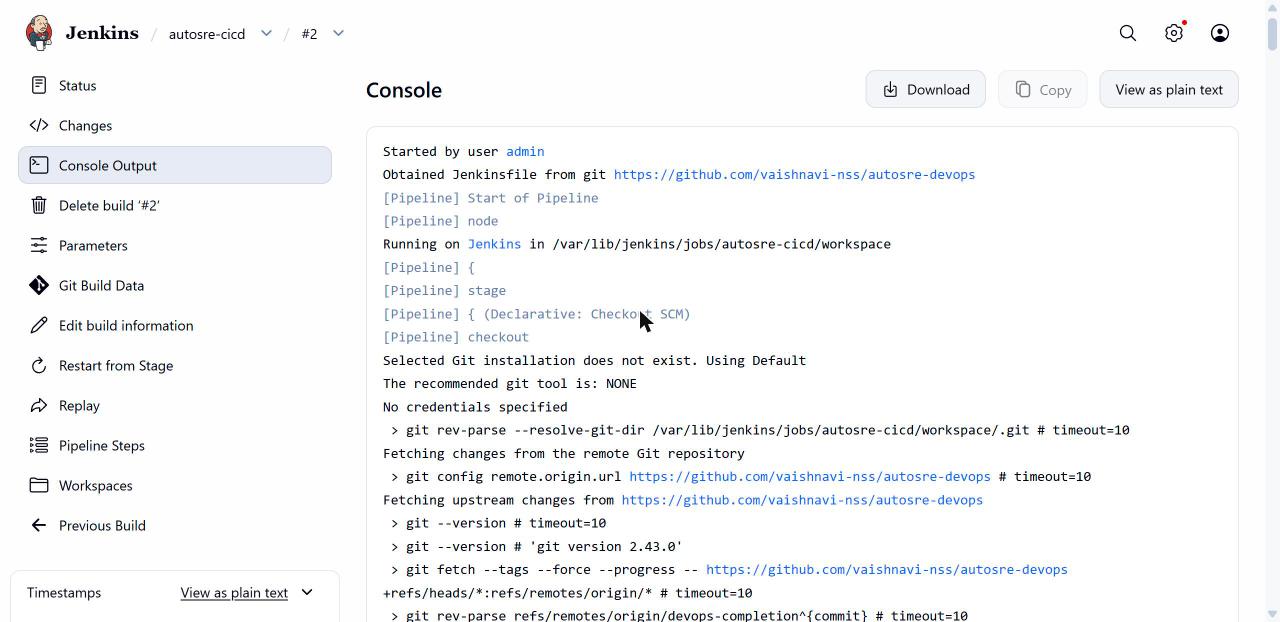 Jenkins / autosre-cicd / #2
Status
Changes
Console Output
Delete build ‘#2’
Parameters
Git Build Data
Edit build information
Restart from Stage
Replay
Pipeline Steps
Workspaces
Previous Build
Timestamps View as plain text
Console
Download Copy View as plain text
Started by user admin
Obtained Jenkinsfile from git https://github.com/vaishnavi-nss/autosre-devops
[Pipeline] Start of Pipeline
[Pipeline] node
Running on Jenkins in /var/lib/jenkins/jobs/autosre-cicd/workspace
[Pipeline] {
[Pipeline] stage
[Pipeline] { (Declarative: Checkout SCM)
[Pipeline] checkout
Selected Git installation does not exist. Using Default
The recommended git tool is: NONE
No credentials specified
> git rev-parse --resolve-git-dir /var/lib/jenkins/jobs/autosre-cicd/workspace/.git # timeout=10
Fetching changes from the remote Git repository
> git config remote.origin.url https://github.com/vaishnavi-nss/autosre-devops # timeout=10
Fetching upstream changes from https://github.com/vaishnavi-nss/autosre-devops
> git --version # timeout=10
> git --version # 'git version 2.43.0'
> git fetch --tags --force --progress -- https://github.com/vaishnavi-nss/autosre-devops
+refs/heads/*:refs/remotes/origin/* # timeout=10
> git rev-parse refs/remotes/origin/devops-completion^{commit} # timeout=10